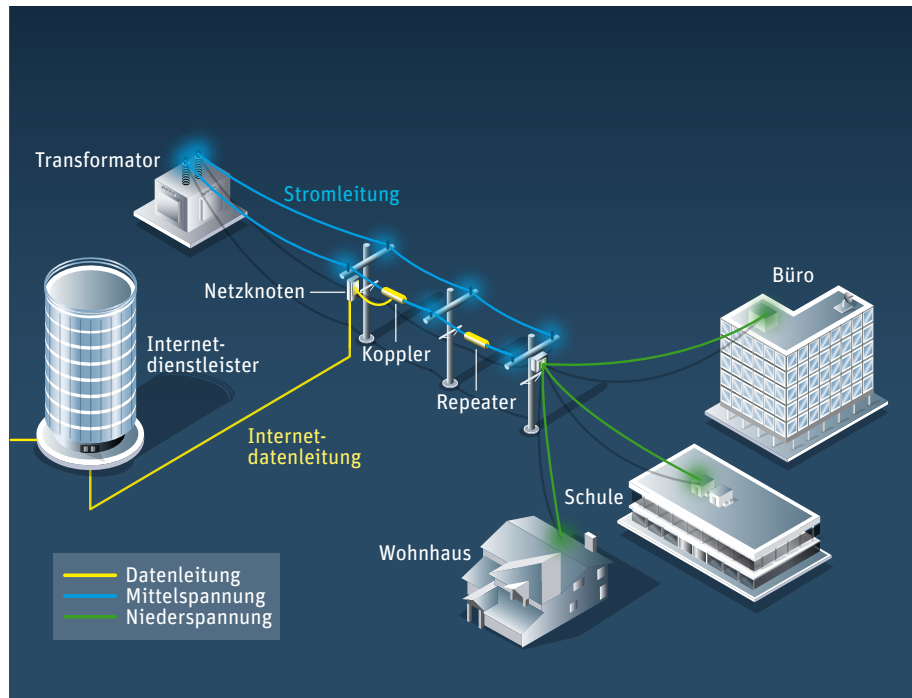 Transformator
Stromleitung
Netzknoten
Koppler
Repeater
Büro
Internet-
dienstleister
Internet-
datenleitung
Schule
Wohnhaus
Datenleitung
Mittelspannung
Niederspannung